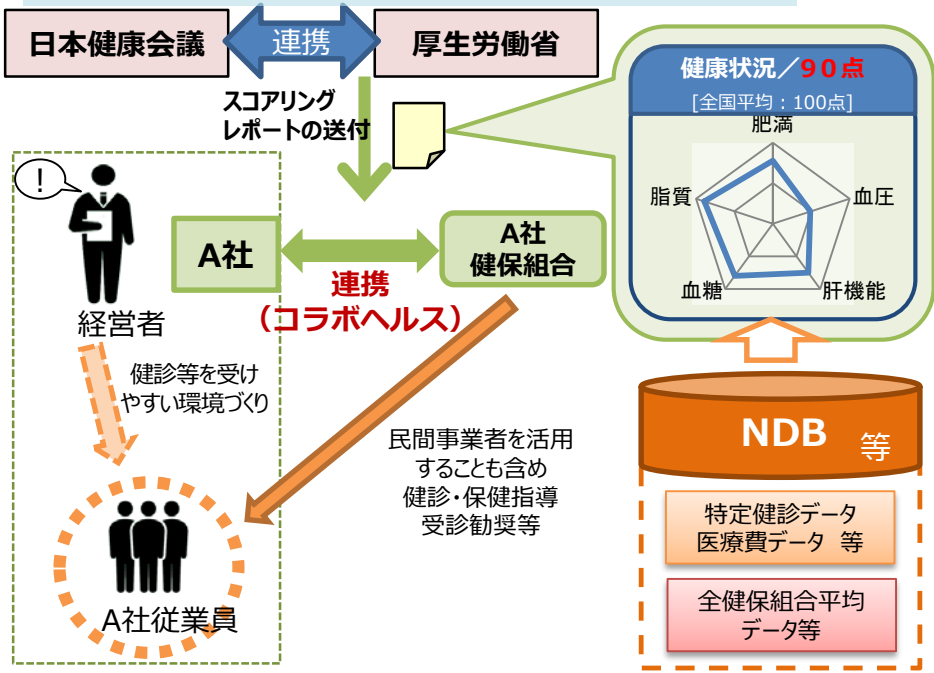 日本健康会議
連携
厚生労働省
スコアリング
レポートの送付
健康状況／９０点
[全国平均：100点]
肥満
血圧
肝機能
血糖
脂質
！
経営者
A社
連携
（コラボヘルス）
A社
健保組合
健診等を受け
やすい環境づくり
民間事業者を活用
することも含め
健診・保健指導
受診勧奨等
A社従業員
NDB 等
特定健診データ
医療費データ 等
全健保組合平均
データ等